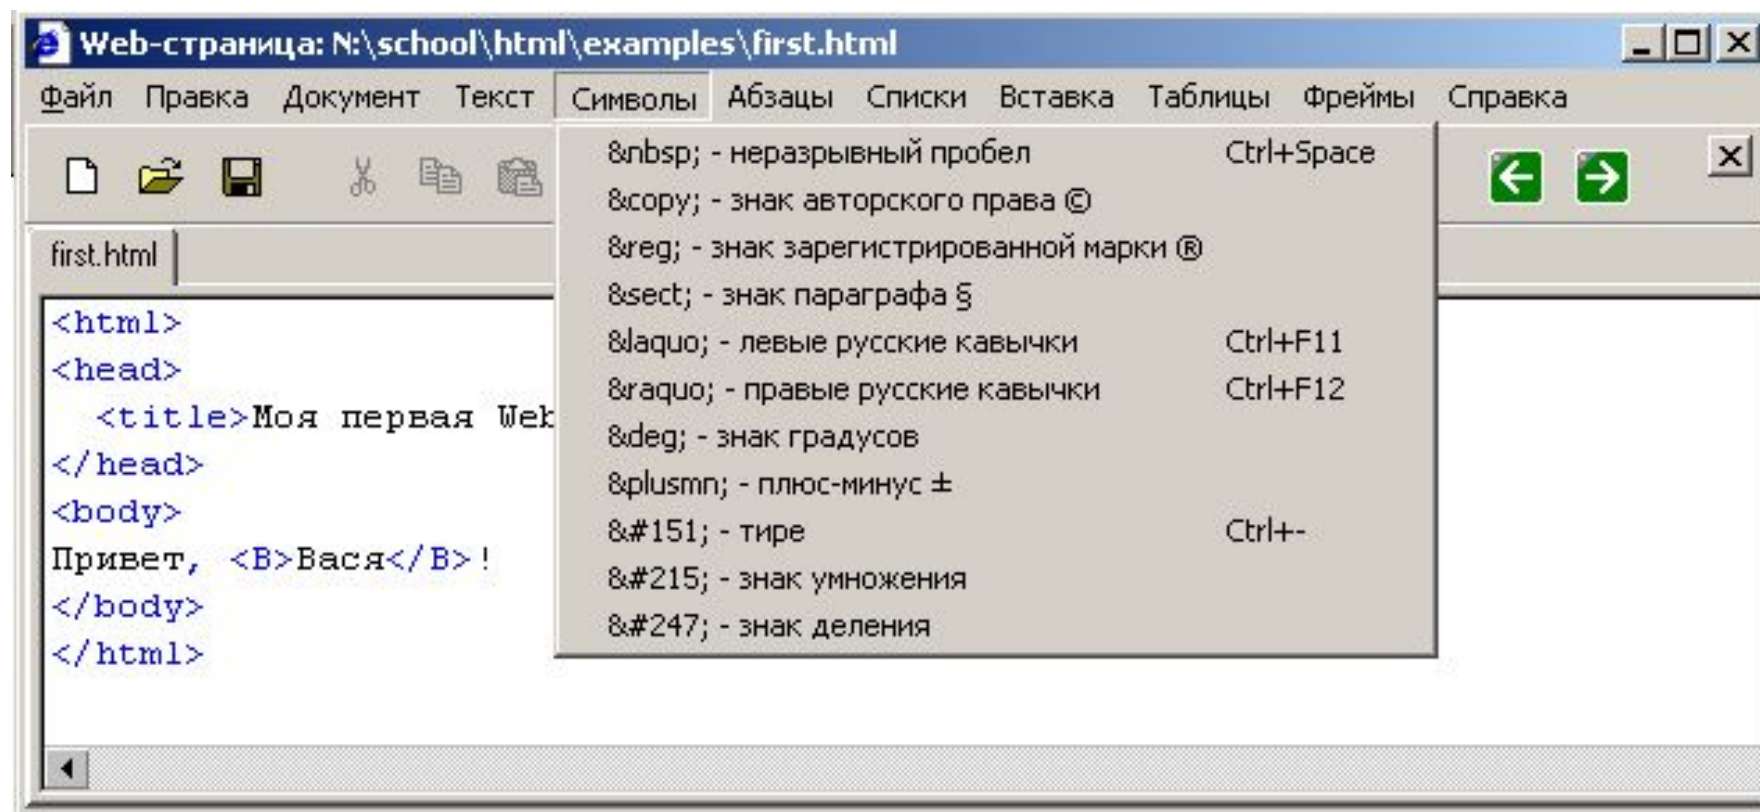 Web-страница: N:\school\html\examples\first.html
Файл Правка Документ Текст Символы Абзацы Списки Вставка Таблицы Фреймы Справка
&nbsp; - неразрывный пробел Ctrl+Space
&copy; - знак авторского права ©
&reg; - знак зарегистрированной марки ®
&sect; - знак параграфа §
&laquo; - левые русские кавычки Ctrl+F11
&raquo; - правые русские кавычки Ctrl+F12
&deg; - знак градусов
&plusmn; - плюс-минус ±
&#151; - тире Ctrl+-
&#215; - знак умножения
&#247; - знак деления
first.html
<html>
<head>
<title>Моя первая Web
</head>
<body>
Привет, <B>Вася</B>!
</body>
</html>